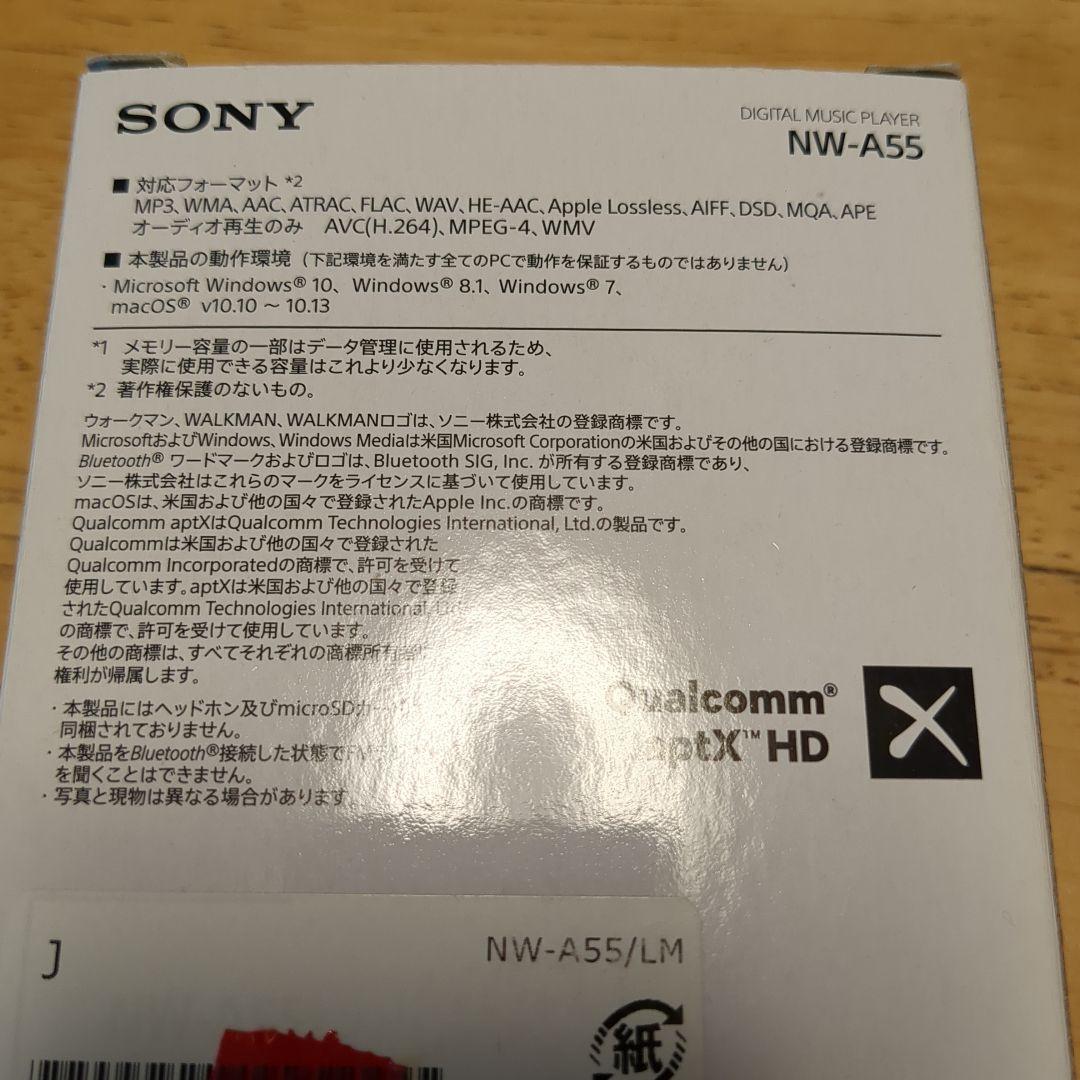 SONY
DIGITAL MUSIC PLAYER
NW-A55
■ 対応フォーマット *2
MP3、WMA、AAC、ATRAC、FLAC、WAV、HE-AAC、Apple Lossless、AIFF、DSD、MQA、APE
オーディオ再生のみ AVC(H.264)、MPEG-4、WMV
■ 本製品の動作環境 (下記環境を満たす全てのPCで動作を保証するものではありません)
・Microsoft Windows® 10、 Windows® 8.1、 Windows® 7、
macOS® v10.10 ～ 10.13
*1 メモリー容量の一部はデータ管理に使用されるため、
実際に使用できる容量はこれより少なくなります。
*2 著作権保護のないもの。
ウォークマン、WALKMAN、WALKMANロゴは、ソニー株式会社の登録商標です。
MicrosoftおよびWindows、Windows Mediaは米国Microsoft Corporationの米国およびその他の国における登録商標です。
Bluetooth® ワードマークおよびロゴは、Bluetooth SIG, Inc. が所有する登録商標であり、
ソニー株式会社はこれらのマークをライセンスに基づいて使用しています。
macOSは、米国および他の国々で登録されたApple Inc.の商標です。
Qualcomm aptXはQualcomm Technologies International, Ltd.の製品です。
Qualcommは米国および他の国々で登録された
Qualcomm Incorporatedの商標で、許可を受けて
使用しています。aptXは米国および他の国々で登録
されたQualcomm Technologies International, Ltd.
の商標で、許可を受けて使用しています。
その他の商標は、すべてそれぞれの商標所有
権利が帰属します。
・本製品にはヘッドホン及びmicroSDカード
同梱されておりません。
・本製品をBluetooth®接続した状態でFM
を聞くことはできません。
・写真と現物は異なる場合があります
Qualcomm®
aptX™ HD
J
NW-A55/LM
紙